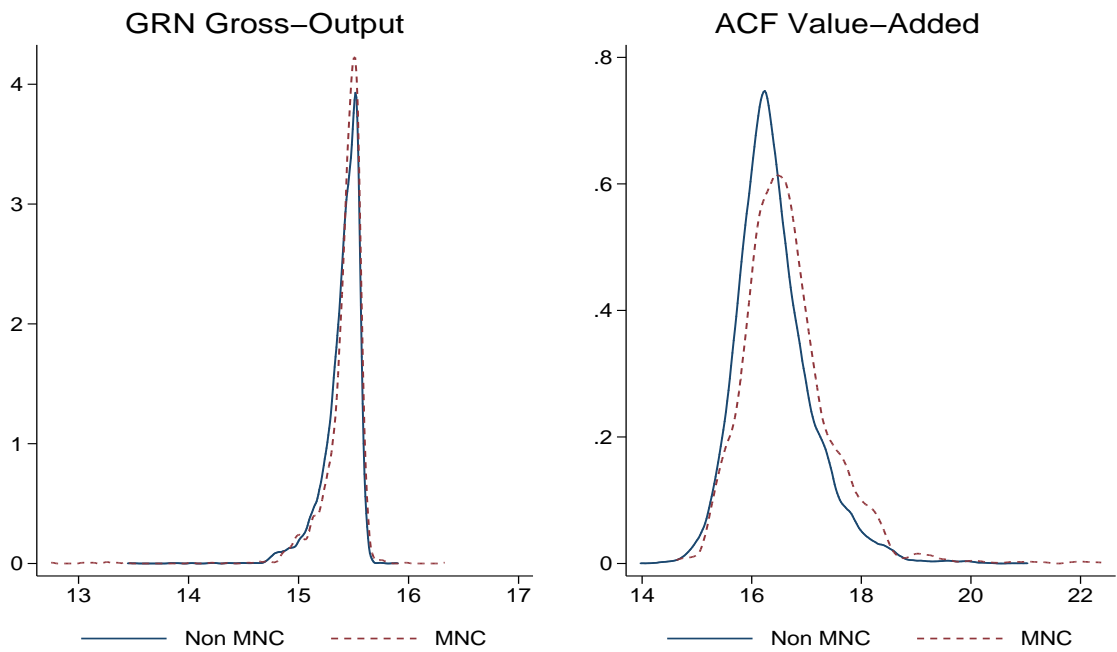 GRN Gross−Output
4
3
2
1
0
13 14 15 16 17
Non MNC MNC
ACF Value−Added
.8
.6
.4
.2
0
14 16 18 20 22
Non MNC MNC